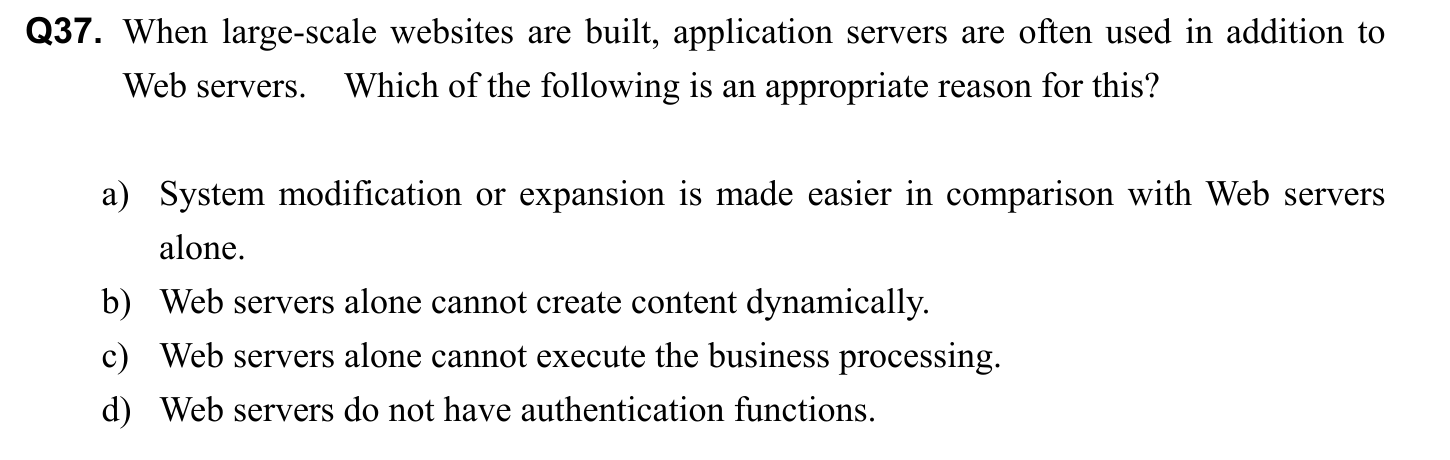 Q37. When large-scale websites are built, application servers are often used in addition to
Web servers. Which of the following is an appropriate reason for this?
a) System modification or expansion is made easier in comparison with Web servers
alone.
b) Web servers alone cannot create content dynamically.
c) Web servers alone cannot execute the business processing.
d) Web servers do not have authentication functions.